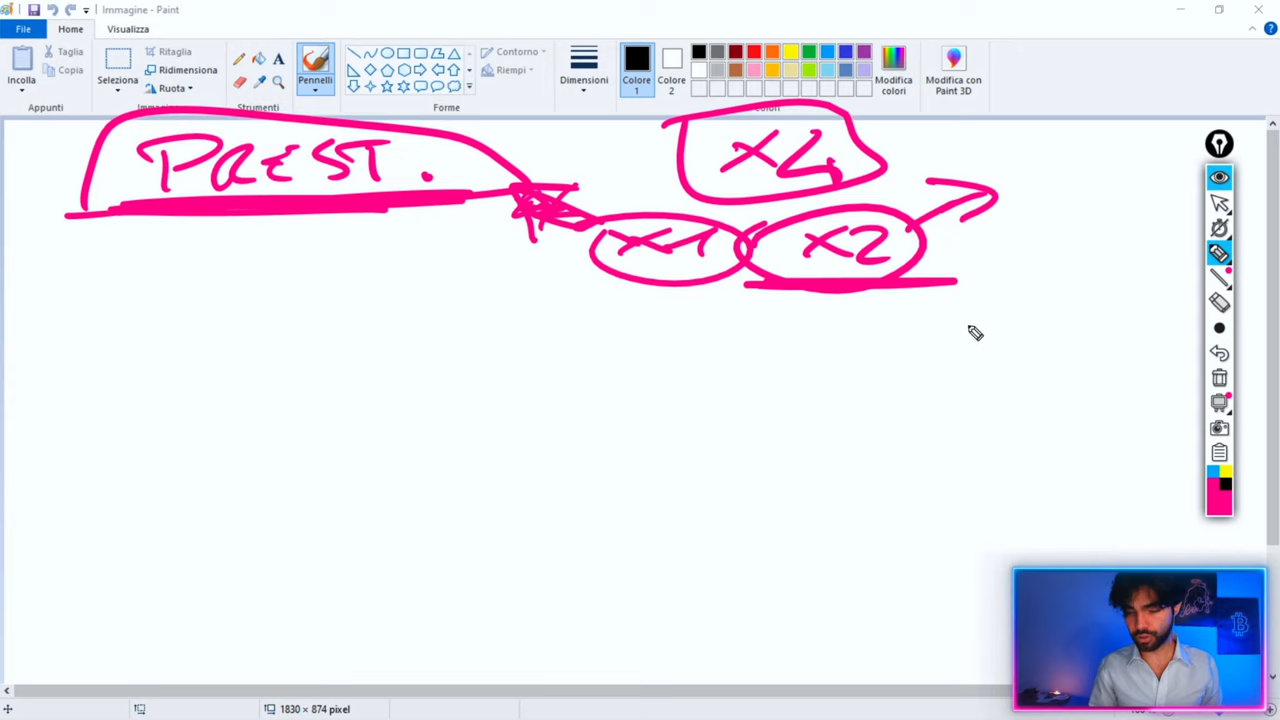 Immagine - Paint
File Home Visualizza
Incolla
Taglia
Copia
Appunti
Seleziona
Ritaglia
Ridimensiona
Ruota
Strumenti
Pennelli
Contorno
Riempi
Forme
Dimensioni
Colore 1
Colore 2
Modifica colori
Modifica con Paint 3D
PREST.
X4
X1 X2
1830 × 874 pixel